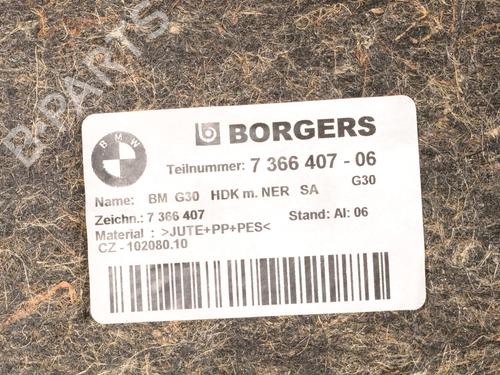 B-PARTS
BMW
BORGERS
Teilnummer: 7 366 407 - 06
Name: BM G30 HDK m. NER SA G30
Zeichn.: 7 366 407 Stand: AI: 06
Material : >JUTE+PP+PES<
CZ - 102080.10